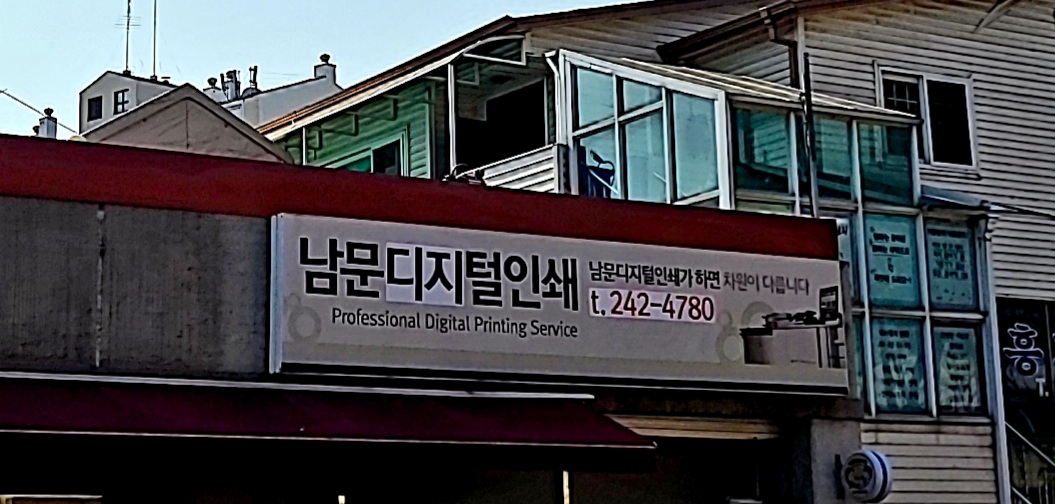 남문디지털인쇄
Professional Digital Printing Service
남문디지털인쇄가 하면 차원이 다릅니다
t. 242-4780